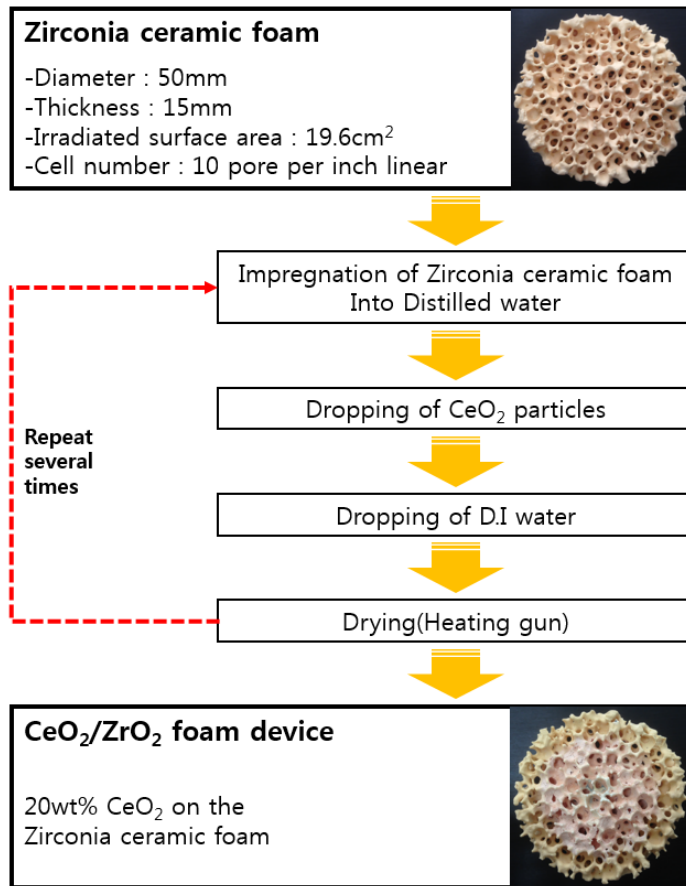 Zirconia ceramic foam
-Diameter : 50mm
-Thickness : 15mm
-Irradiated surface area : 19.6cm²
-Cell number : 10 pore per inch linear
Impregnation of Zirconia ceramic foam
Into Distilled water
Dropping of CeO₂ particles
Repeat
several
times
Dropping of D.I water
Drying(Heating gun)
CeO₂/ZrO₂ foam device
20wt% CeO₂ on the
Zirconia ceramic foam